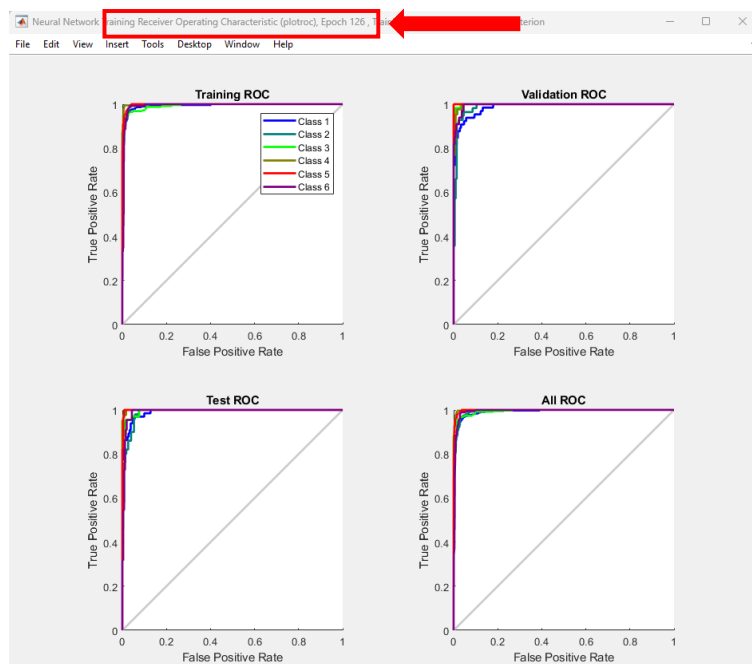 Neural Network Training Receiver Operating Characteristic (plotroc), Epoch 126 ,
File Edit View Insert Tools Desktop Window Help
Training ROC
1
0.8
0.6
0.4
0.2
0
True Positive Rate
Class 1
Class 2
Class 3
Class 4
Class 5
Class 6
0 0.2 0.4 0.6 0.8 1
False Positive Rate
Validation ROC
1
0.8
0.6
0.4
0.2
0
True Positive Rate
0 0.2 0.4 0.6 0.8 1
False Positive Rate
Test ROC
1
0.8
0.6
0.4
0.2
0
True Positive Rate
0 0.2 0.4 0.6 0.8 1
False Positive Rate
All ROC
1
0.8
0.6
0.4
0.2
0
True Positive Rate
0 0.2 0.4 0.6 0.8 1
False Positive Rate